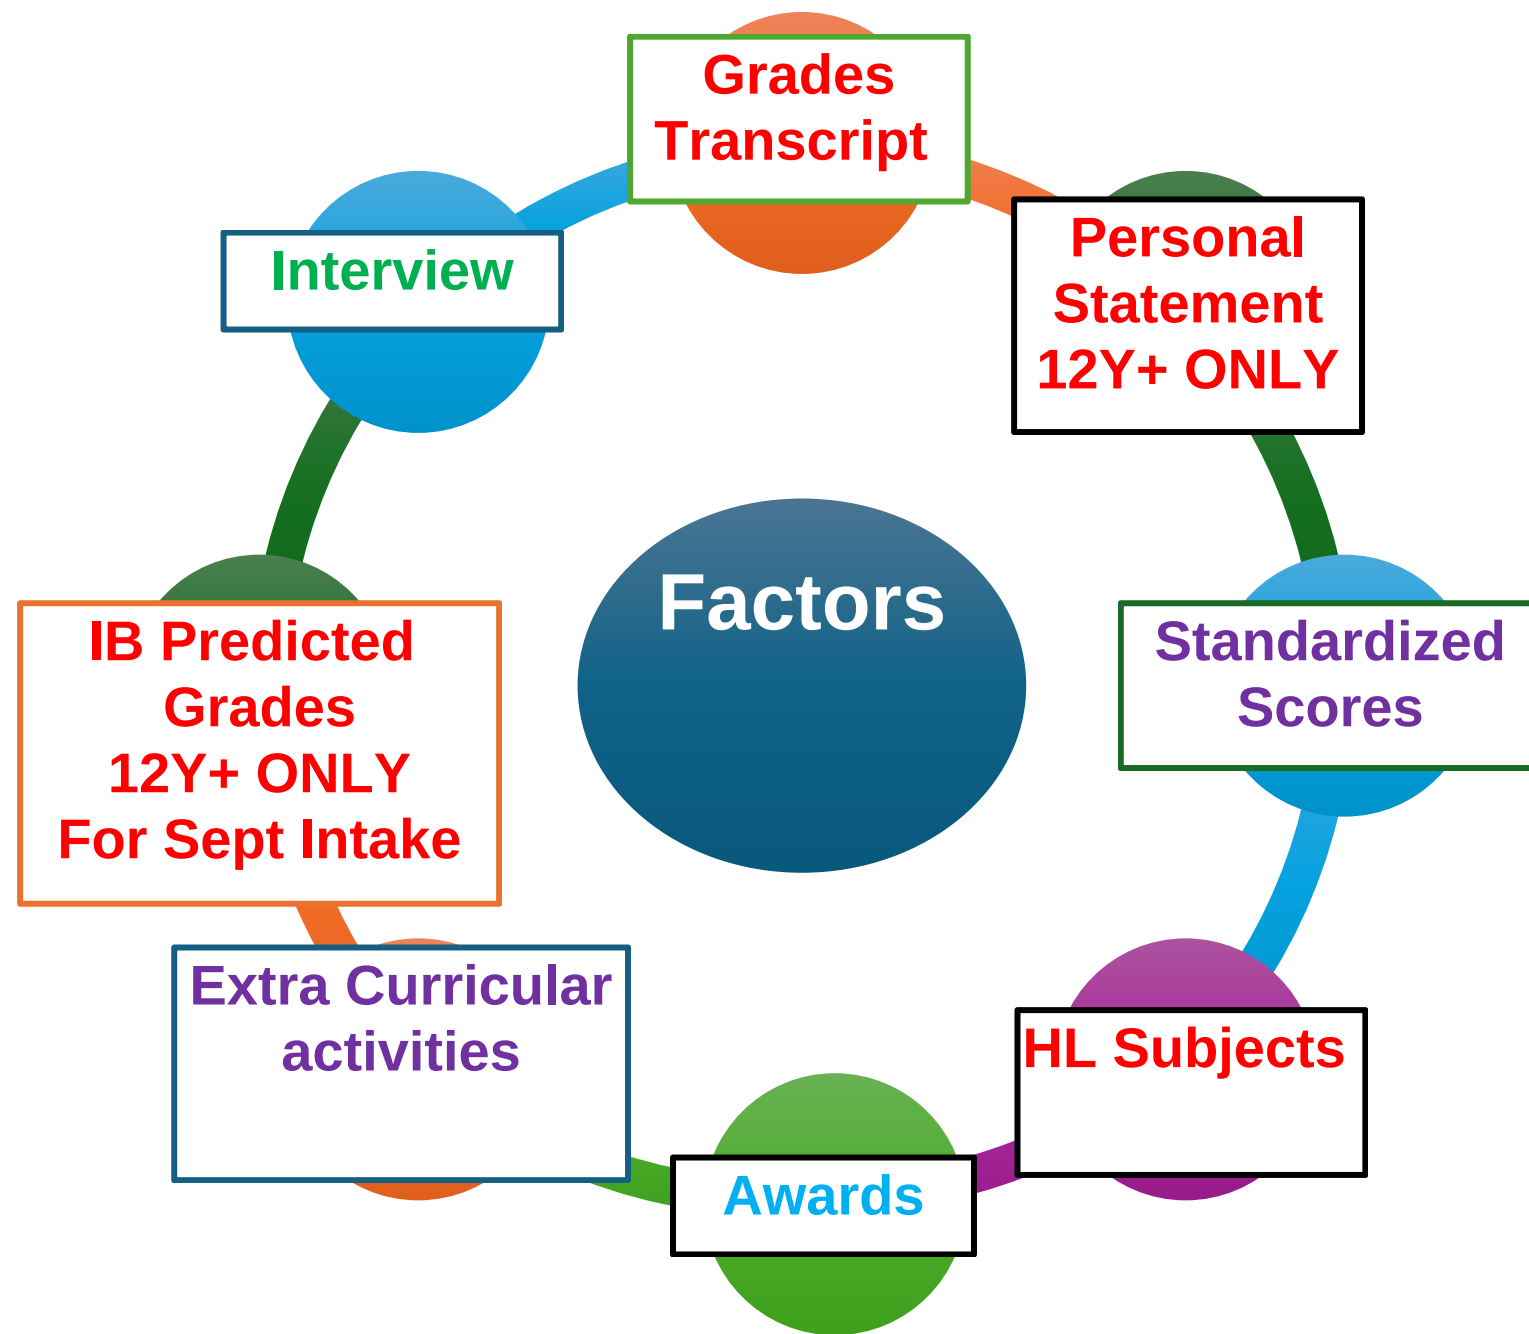 Grades
Transcript
Personal
Statement
12Y+ ONLY
Standardized
Scores
HL Subjects
Awards
Extra Curricular
activities
IB Predicted
Grades
12Y+ ONLY
For Sept Intake
Interview
Factors